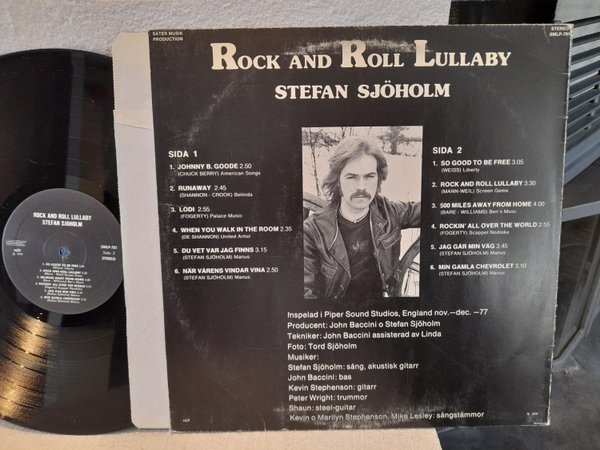 SÄTER MUSIK
PRODUCTION
STEREO
SMLP-781
ROCK AND ROLL LULLABY
STEFAN SJÖHOLM
SIDA 1
1. JOHNNY B. GOODE 2.50
(CHUCK BERRY) American Songs
2. RUNAWAY 2.45
(SHANNON - CROOK) Belinda
3. LODI 2.55
(FOGERTY) Palace Music
4. WHEN YOU WALK IN THE ROOM 2.35
(DE SHANNON) United Artist
5. DU VET VAR JAG FINNS 3.15
(STEFAN SJÖHOLM) Manus
6. NÄR VÅRENS VINDAR VINA 2.50
(STEFAN SJÖHOLM) Manus
SIDA 2
1. SO GOOD TO BE FREE 3.05
(WEISS) Liberty
2. ROCK AND ROLL LULLABY 3.30
(MANN-WEIL) Screen Gems
3. 500 MILES AWAY FROM HOME 4.00
(BARE - WILLIAMS) Ben's Music
4. ROCKIN' ALL OVER THE WORLD 2.55
(FOGERTY) Scappel Nodiska
5. JAG GÅR MIN VÄG 2.45
(STEFAN SJÖHOLM) Manus
6. MIN GAMLA CHEVROLET 3.10
(STEFAN SJÖHOLM) Manus
Inspelad i Piper Sound Studios, England nov.—dec. -77
Producent: John Baccini o Stefan Sjöholm
Tekniker: John Baccini assisterad av Linda
Foto: Tord Sjöholm
Musiker:
Stefan Sjöholm: sång, akustisk gitarr
John Baccini: bas
Kevin Stephenson: gitarr
Peter Wright: trummor
Shaun: steel-guitar
Kevin o Marilyn Stephenson, Mike Lesley: sångstämmor
ROCK AND ROLL LULLABY
STEFAN SJÖHOLM
SMLP-781
STEREO